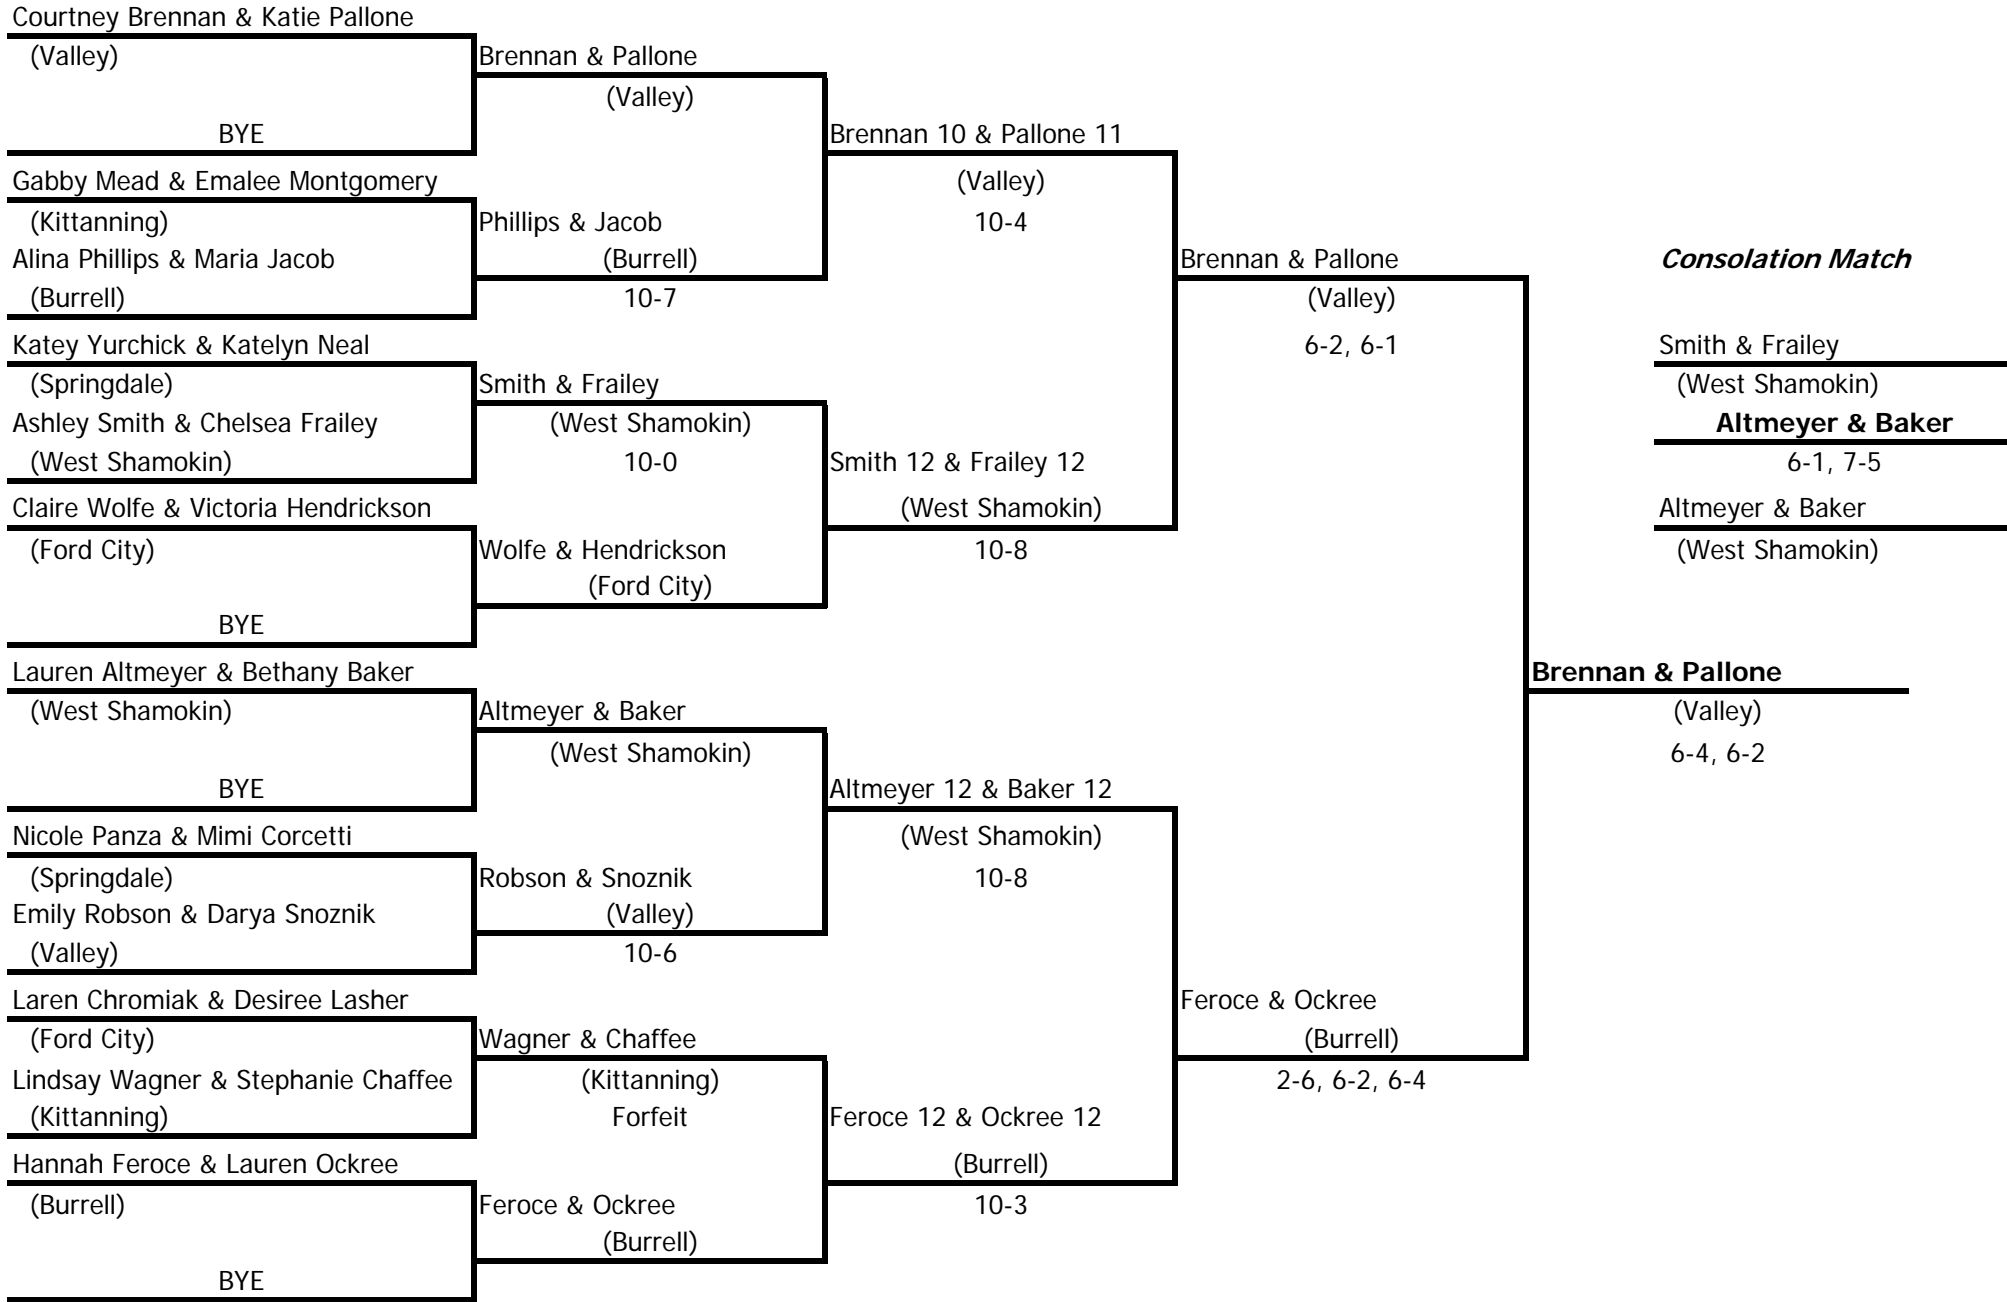 Courtney Brennan & Katie Pallone
(Valley)
BYE
Gabby Mead & Emalee Montgomery
(Kittanning)
Alina Phillips & Maria Jacob
(Burrell)
Katey Yurchick & Katelyn Neal
(Springdale)
Ashley Smith & Chelsea Frailey
(West Shamokin)
Claire Wolfe & Victoria Hendrickson
(Ford City)
BYE
Lauren Altmeyer & Bethany Baker
(West Shamokin)
BYE
Nicole Panza & Mimi Corcetti
(Springdale)
Emily Robson & Darya Snoznik
(Valley)
Laren Chromiak & Desiree Lasher
(Ford City)
Lindsay Wagner & Stephanie Chaffee
(Kittanning)
Hannah Feroce & Lauren Ockree
(Burrell)
BYE
Brennan & Pallone
(Valley)
Phillips & Jacob
(Burrell)
10-7
Smith & Frailey
(West Shamokin)
10-0
Wolfe & Hendrickson
(Ford City)
Altmeyer & Baker
(West Shamokin)
Robson & Snoznik
(Valley)
10-6
Wagner & Chaffee
(Kittanning)
Forfeit
Feroce & Ockree
(Burrell)
Brennan 10 & Pallone 11
(Valley)
10-4
Smith 12 & Frailey 12
(West Shamokin)
10-8
Altmeyer 12 & Baker 12
(West Shamokin)
10-8
Feroce 12 & Ockree 12
(Burrell)
10-3
Brennan & Pallone
(Valley)
6-2, 6-1
Feroce & Ockree
(Burrell)
2-6, 6-2, 6-4
Brennan & Pallone
(Valley)
6-4, 6-2
Consolation Match
Smith & Frailey
(West Shamokin)
Altmeyer & Baker
6-1, 7-5
Altmeyer & Baker
(West Shamokin)